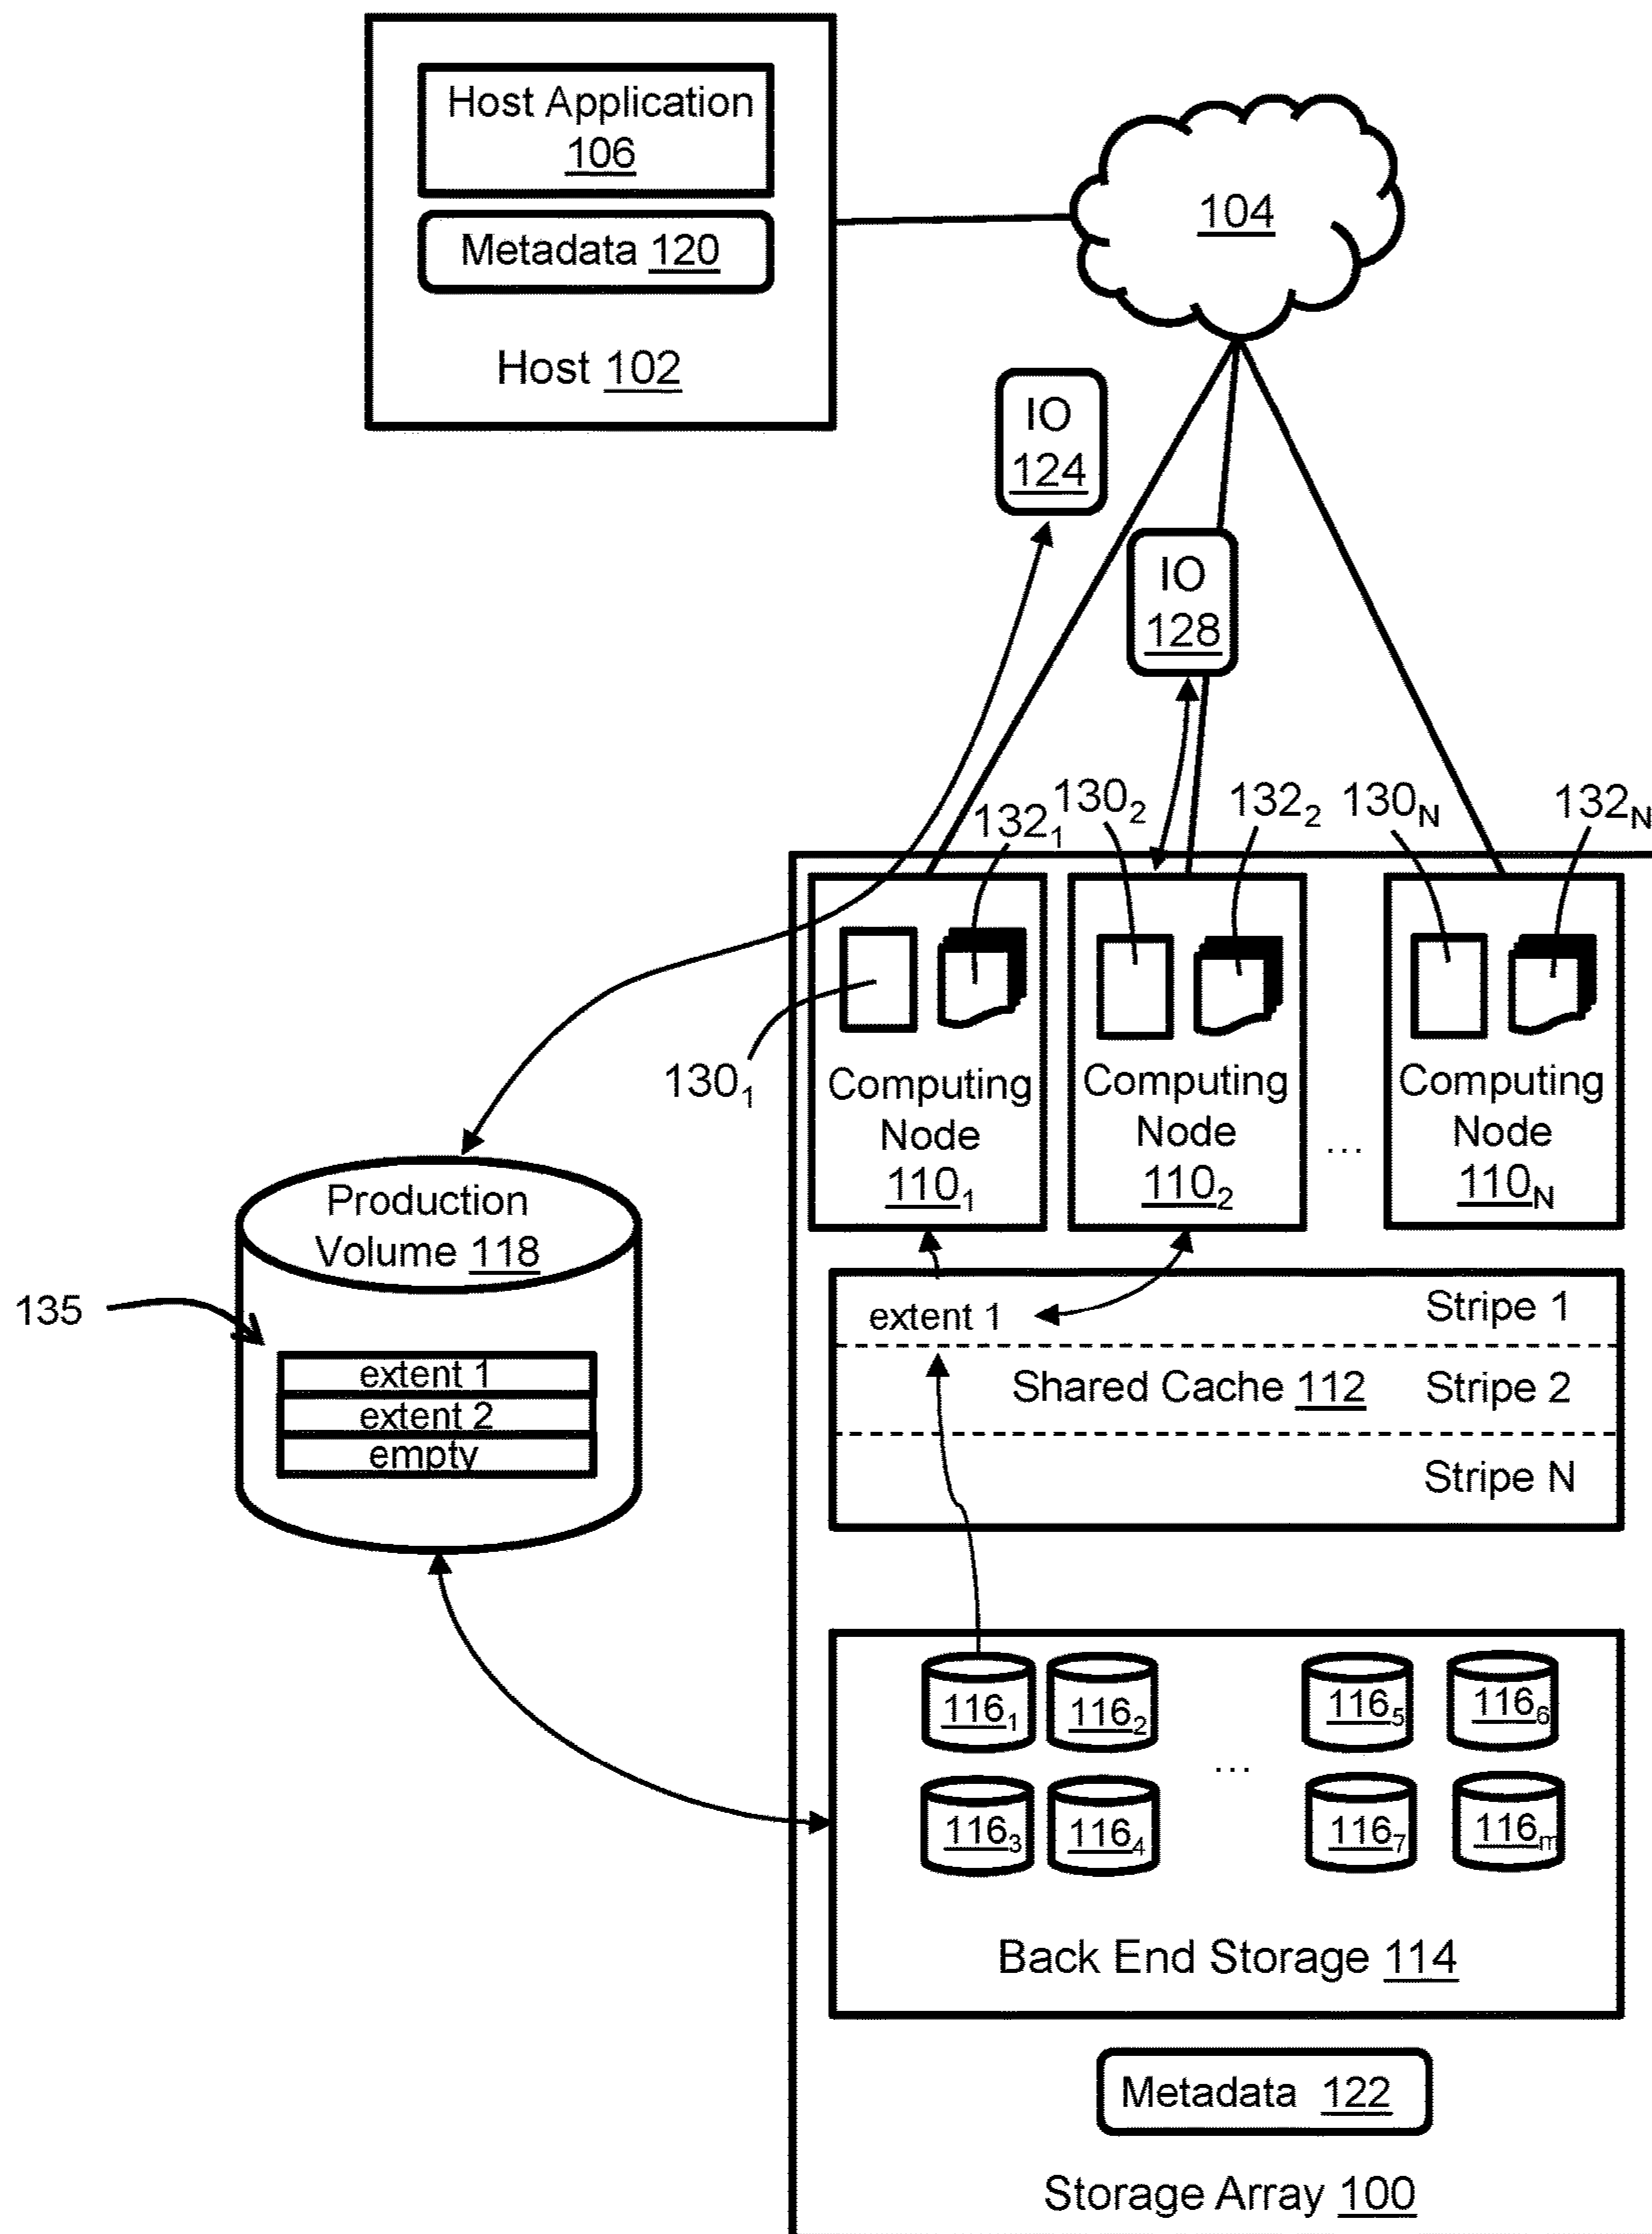 Host Application
106
Metadata 120
Host 102
104
IO
124
IO
128
132₁
130₂
132₂
130_N
132_N
130₁
Computing
Node
110₁
Computing
Node
110₂
...
Computing
Node
110_N
Production
Volume 118
135
extent 1
extent 2
empty
extent 1
Stripe 1
Shared Cache 112
Stripe 2
Stripe N
116₁
116₂
...
116₅
116₆
116₃
116₄
116₇
116ₘ
Back End Storage 114
Metadata 122
Storage Array 100